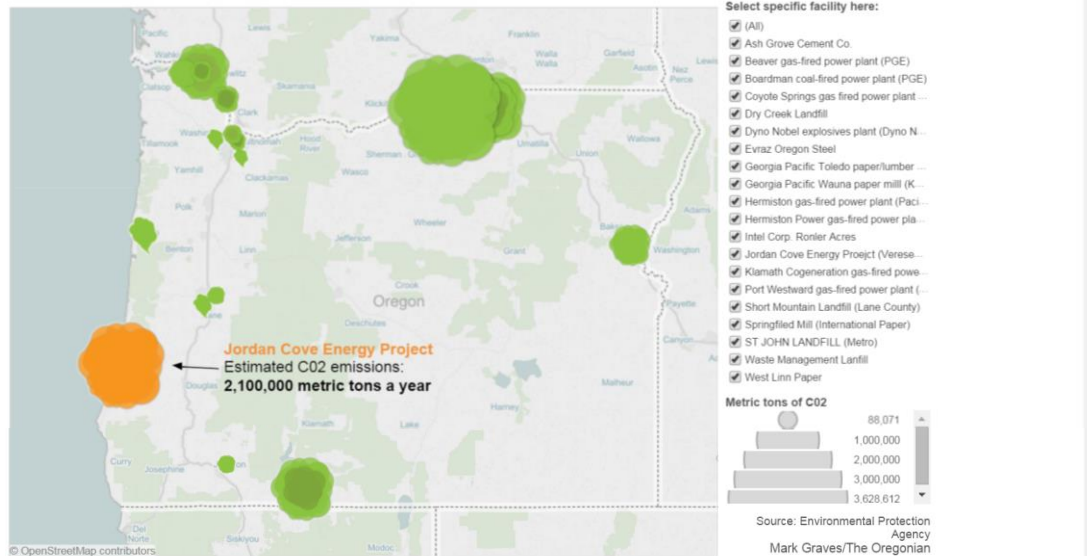 Select specific facility here:
(All)
Ash Grove Cement Co.
Beaver gas-fired power plant (PGE)
Boardman coal-fired power plant (PGE)
Coyote Springs gas fired power plant ...
Dry Creek Landfill
Dyno Nobel explosives plant (Dyno N...
Evraz Oregon Steel
Georgia Pacific Toledo paper/lumber ...
Georgia Pacific Wauna paper milll (K...
Hermiston gas-fired power plant (Paci...
Hermiston Power gas-fired power pla...
Intel Corp. Ronler Acres
Jordan Cove Energy Proejct (Verese...
Klamath Cogeneration gas-fired powe...
Port Westward gas-fired power plant (...
Short Mountain Landfill (Lane County)
Springfiled Mill (International Paper)
ST JOHN LANDFILL (Metro)
Waste Management Lanfill
West Linn Paper
Metric tons of C02
88,071
1,000,000
2,000,000
3,000,000
3,628,612
Source: Environmental Protection
Agency
Mark Graves/The Oregonian
Pacific
Lewis
Yakima
Franklin
Walla
Walla
Garfield
Asotin
Nez
Perce
Lewis
Clatsop
Skamania
Clark
Tillamook
Hood
River
Sherman
Umatilla
Wallowa
Union
Yamhill
Clackamas
Wasco
Polk
Marion
Wheeler
Jefferson
Grant
Washington
Adams
Benton
Linn
Crook
Oregon
Deschutes
Payette
Canyon
Jordan Cove Energy Project
Estimated C02 emissions:
2,100,000 metric tons a year
Douglas
Malheur
Harney
Klamath
Lake
Curry
Josephine
Del
Norte
Siskiyou
Modoc
© OpenStreetMap contributors